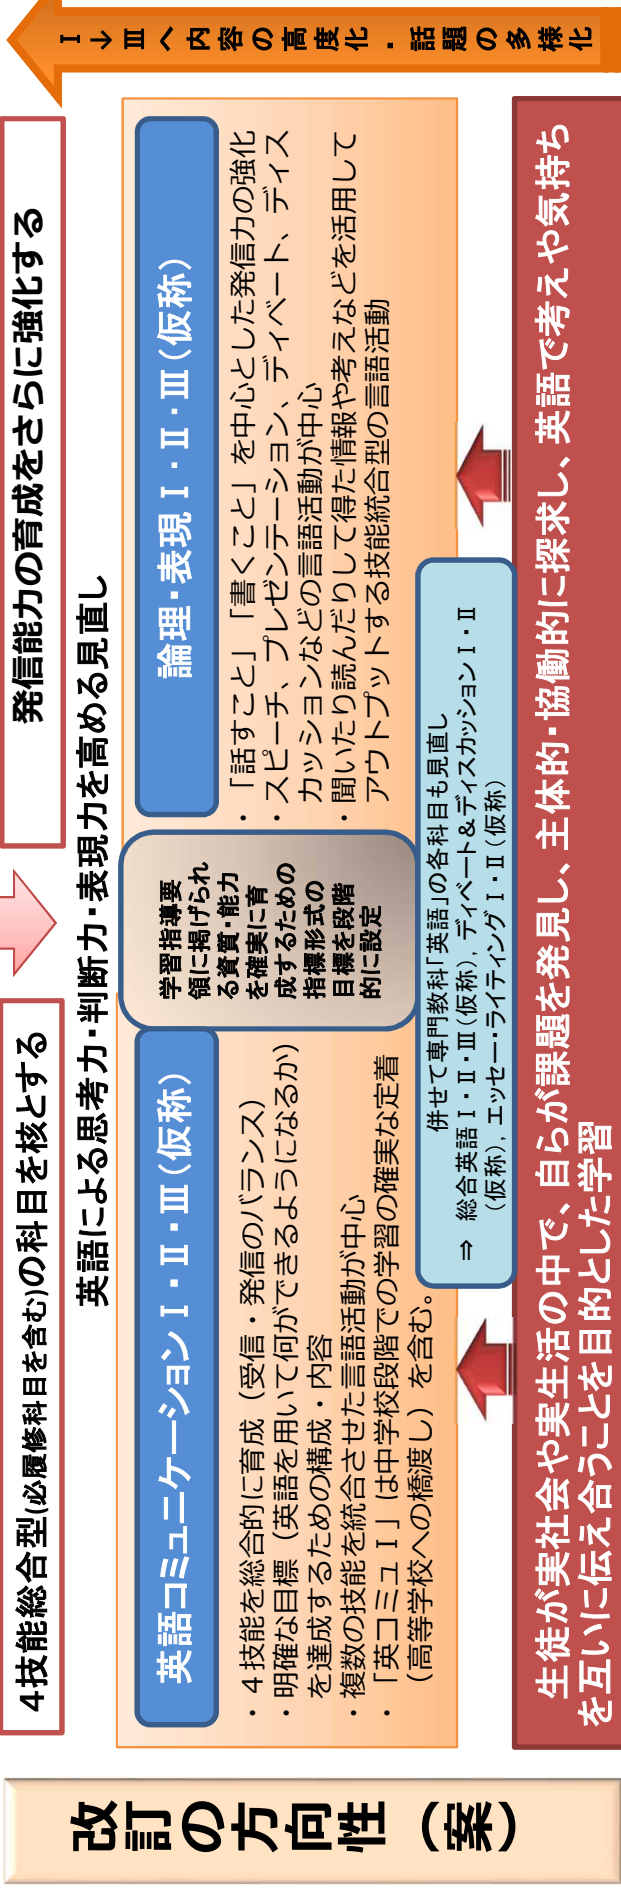 改訂の方向性（案）
４技能総合型(必履修科目を含む)の科目を核とする
発信能力の育成をさらに強化する
英語による思考力・判断力・表現力を高める見直し
英語コミュニケーションⅠ・Ⅱ・Ⅲ（仮称）
・４技能を総合的に育成（受信・発信のバランス）
・明確な目標（英語を用いて何ができるようになるか）
を達成するための構成・内容
・複数の技能を統合させた言語活動が中心
・「英コミュⅠ」は中学校段階での学習の確実な定着
（高等学校への橋渡し）を含む。
学習指導要
領に掲げられ
る資質・能力
を確実に育
成するための
指標形式の
目標を段階
的に設定
論理・表現Ⅰ・Ⅱ・Ⅲ（仮称）
・「話すこと」「書くこと」を中心とした発信力の強化
・スピーチ、プレゼンテーション、ディベート、ディス
カッションなどの言語活動が中心
・聞いたり読んだりして得た情報や考えなどを活用して
アウトプットする技能統合型の言語活動
併せて専門教科「英語」の各科目も見直し
⇒ 総合英語Ⅰ・Ⅱ・Ⅲ（仮称）, ディベート＆ディスカッションⅠ・Ⅱ
（仮称）, エッセー・ライティングⅠ・Ⅱ（仮称）
生徒が実社会や実生活の中で、自らが課題を発見し、主体的・協働的に探求し、英語で考えや気持ち
を互いに伝え合うことを目的とした学習
Ⅰ→Ⅲへ内容の高度化・話題の多様化